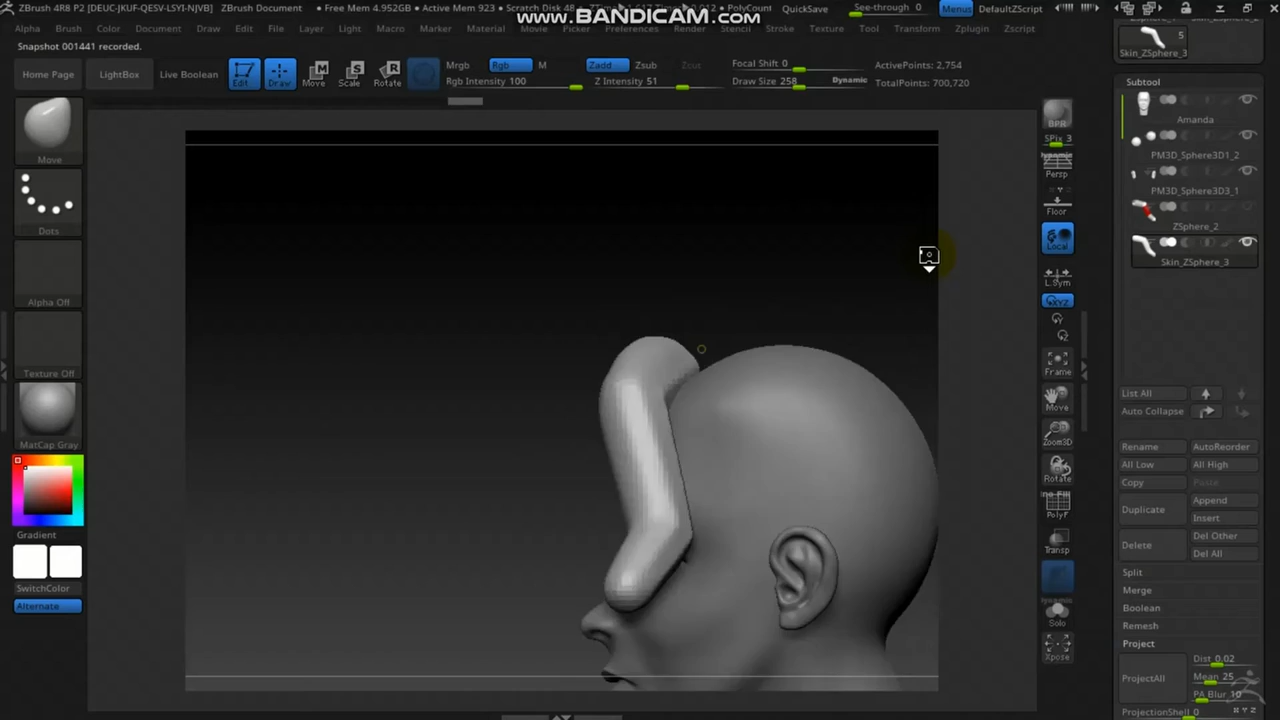 ZBrush 4R8 P2 [DEUC-JKUF-QESV-LSYI-NJVB] ZBrush Document • Free Mem 4.952GB • Active Mem 923
QuickSave See-through 0 Menus DefaultZScript
www.BANDICAM.com
Alpha Brush Color Document Draw Edit File Layer Light Macro Marker Material Movie Picker Preferences Render Stencil Stroke Texture Tool Transform Zplugin Zscript
Snapshot 001441 recorded.
Home Page LightBox Live Boolean Edit Draw Move Scale Rotate
Mrgb Rgb M Zadd Zsub Zcut Focal Shift 0 ActivePoints: 2,754
Rgb Intensity 100 Z Intensity 51 Draw Size 258 Dynamic TotalPoints: 700,720
Move
Dots
Alpha Off
Texture Off
MatCap Gray
Gradient
SwitchColor
Alternate
BPR
SPix 3
Dynamic
Persp
Floor
Local
L.Sym
XYZ
Frame
Move
Zoom3D
Rotate
PolyF
Transp
Solo
Xpose
5
Skin_ZSphere_3
Subtool
Amanda
PM3D_Sphere3D1_2
PM3D_Sphere3D3_1
ZSphere_2
Skin_ZSphere_3
List All
Auto Collapse
Rename AutoReorder
All Low All High
Copy Paste
Duplicate Append
Insert
Delete Del Other
Del All
Split
Merge
Boolean
Remesh
Project
ProjectAll Dist 0.02
Mean 25
PA Blur 10
ProjectionShell 0 X Y Z